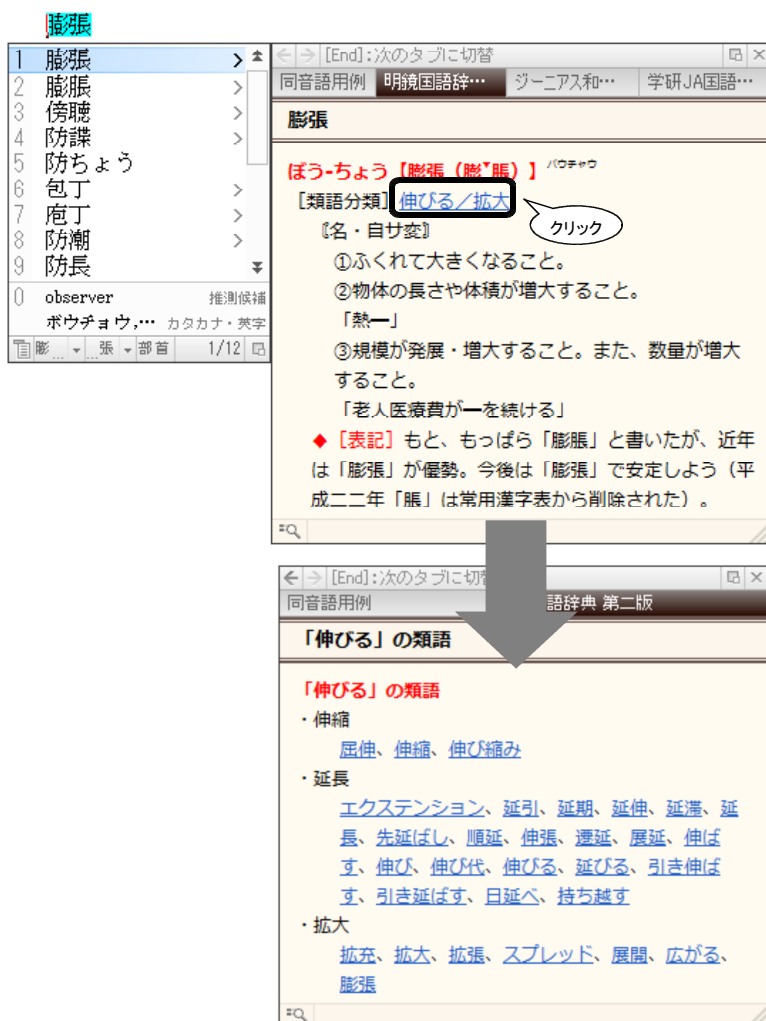 膨張
1 膨張 >
2 膨脹 >
3 傍聴 >
4 防諜 >
5 防ちょう
6 包丁 >
7 庖丁 >
8 防潮 >
9 防長
0 observer 推測候補
ボウチョウ,… カタカナ・英字
膨 … 張 部首 1/12
[End]:次のタブに切替
同音語用例 明鏡国語辞… ジーニアス和… 学研JA国語…
膨張
ぼう‐ちょう【膨張(膨▼脹)】バウチャウ
[類語分類]伸びる/拡大
クリック
〘名・自サ変〙
①ふくれて大きくなること。
②物体の長さや体積が増大すること。
「熱━」
③規模が発展・増大すること。また、数量が増大
すること。
「老人医療費が━を続ける」
◆[表記]もと、もっぱら「膨脹」と書いたが、近年
は「膨張」が優勢。今後は「膨張」で安定しよう(平
成二二年「脹」は常用漢字表から削除された)。
[End]:次のタブに切替
同音語用例 語辞典 第二版
「伸びる」の類語
「伸びる」の類語
・伸縮
屈伸、伸縮、伸び縮み
・延長
エクステンション、延引、延期、延伸、延滞、延
長、先延ばし、順延、伸張、遷延、展延、伸ば
す、伸び、伸び代、伸びる、延びる、引き伸ば
す、引き延ばす、日延べ、持ち越す
・拡大
拡充、拡大、拡張、スプレッド、展開、広がる、
膨張